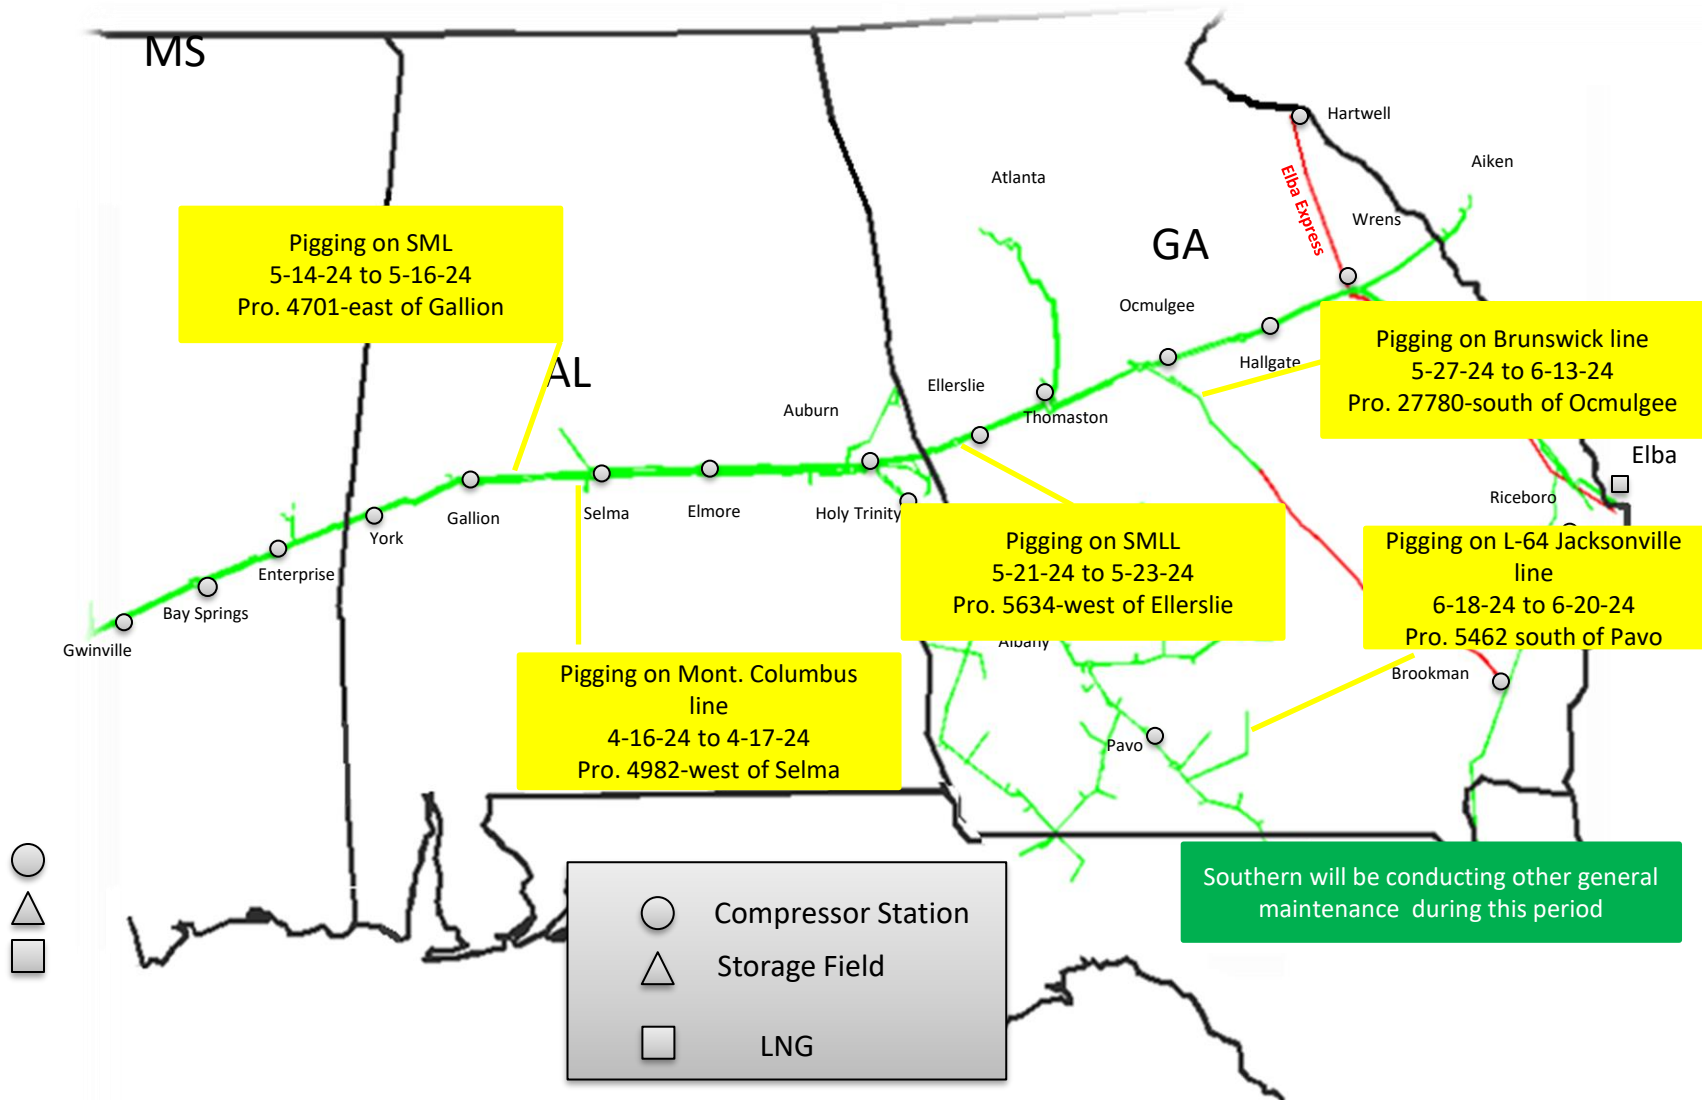 MS
Hartwell
Aiken
Atlanta
Elba Express
Wrens
GA
Pigging on SML
5-14-24 to 5-16-24
Pro. 4701-east of Gallion
Ocmulgee
Pigging on Brunswick line
5-27-24 to 6-13-24
Pro. 27780-south of Ocmulgee
Hallgate
AL
Ellerslie
Auburn
Thomaston
Elba
Riceboro
Gallion
Selma
Elmore
Holy Trinity
York
Enterprise
Bay Springs
Gwinville
Pigging on SMLL
5-21-24 to 5-23-24
Pro. 5634-west of Ellerslie
Pigging on L-64 Jacksonville
line
6-18-24 to 6-20-24
Pro. 5462 south of Pavo
Albany
Brookman
Pigging on Mont. Columbus
line
4-16-24 to 4-17-24
Pro. 4982-west of Selma
Pavo
Southern will be conducting other general
maintenance during this period
Compressor Station
Storage Field
LNG